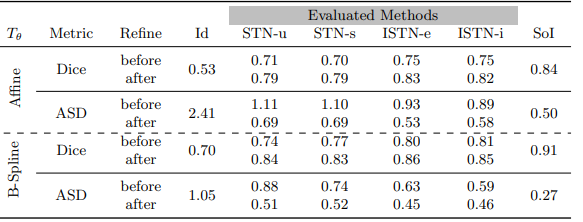 Evaluated Methods
T_θ Metric Refine Id STN-u STN-s ISTN-e ISTN-i SoI
Affine
Dice before 0.53 0.71 0.70 0.75 0.75 0.84
after 0.79 0.79 0.83 0.82
ASD before 2.41 1.11 1.10 0.93 0.89 0.50
after 0.69 0.69 0.53 0.58
B-Spline
Dice before 0.70 0.74 0.77 0.80 0.81 0.91
after 0.84 0.83 0.86 0.85
ASD before 1.05 0.88 0.74 0.63 0.59 0.27
after 0.51 0.52 0.45 0.46